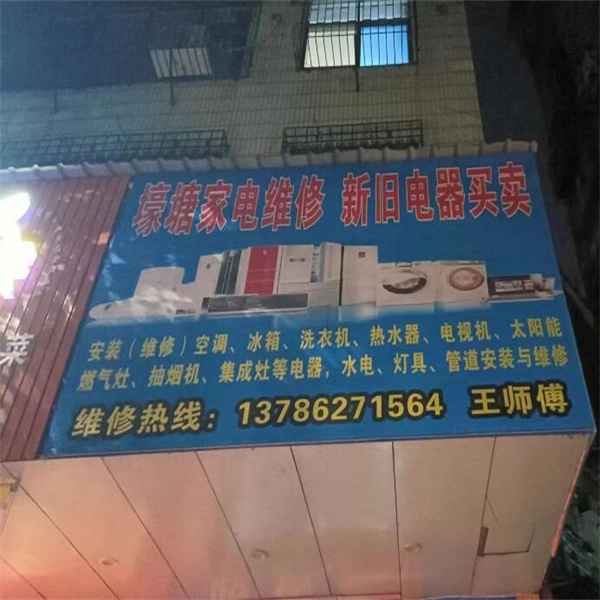 壕塘家电维修 新旧电器买卖
安装（维修）空调、冰箱、洗衣机、热水器、电视机、太阳能
燃气灶、抽烟机、集成灶等电器，水电、灯具、管道安装与维修
维修热线：13786271564 王师傅
菜